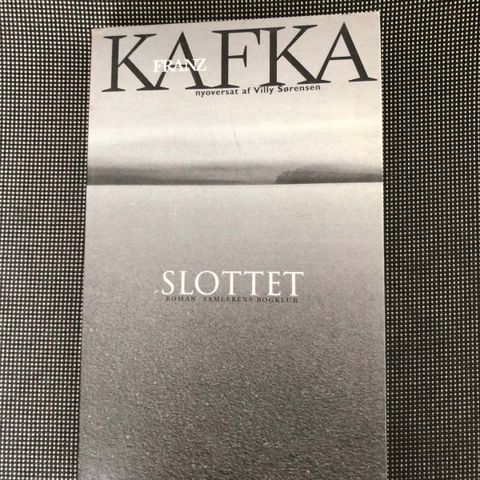 KAFKA
FRANZ
nyoversat af Villy Sørensen
SLOTTET
ROMAN SAMLERENS BOGKLUB